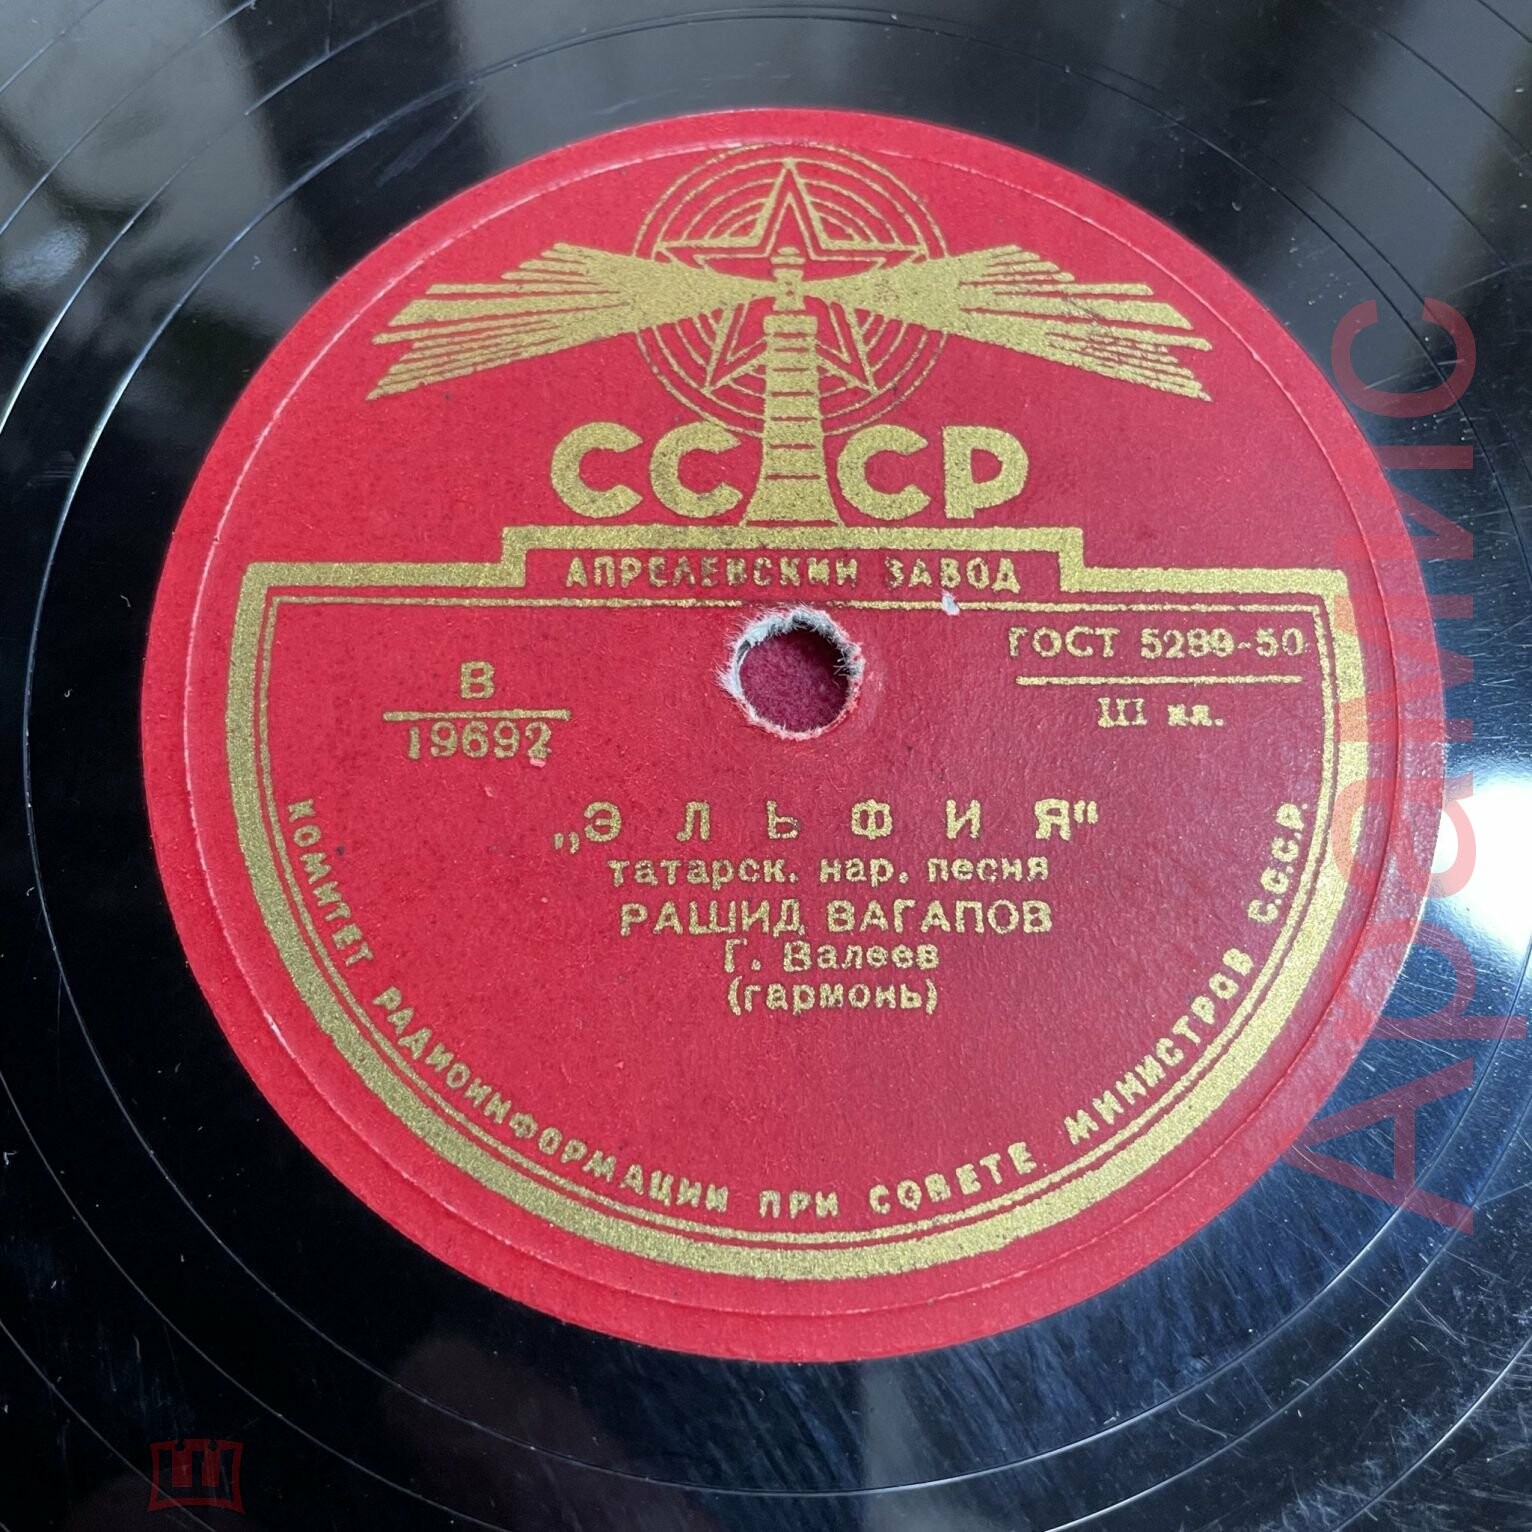 СССР
АПРЕЛЕВСКИЙ ЗАВОД
ГОСТ 5289-50
III кл.
В
19692
„ЭЛЬФИЯ“
татарск. нар. песня
РАШИД ВАГАПОВ
Г. Валеев
(гармонь)
КОМИТЕТ РАДИОИНФОРМАЦИИ ПРИ СОВЕТЕ МИНИСТРОВ С.С.С.Р.
Арамис